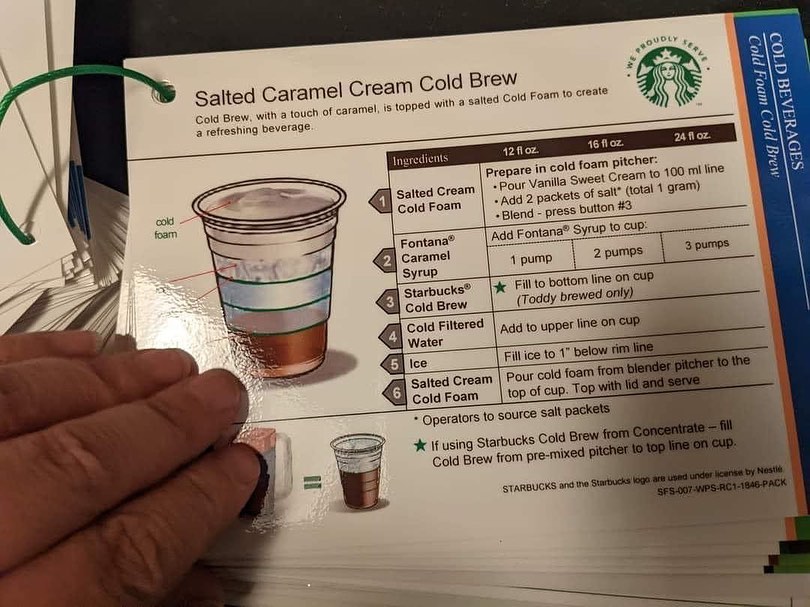 Salted Caramel Cream Cold Brew
Cold Brew, with a touch of caramel, is topped with a salted Cold Foam to create
a refreshing beverage.
WE PROUDLY SERVE
TM
COLD BEVERAGES
Cold Foam Cold Brew
Ingredients 12 fl oz. 16 fl oz. 24 fl oz.
1 Salted Cream
Cold Foam
Prepare in cold foam pitcher:
• Pour Vanilla Sweet Cream to 100 ml line
• Add 2 packets of salt* (total 1 gram)
• Blend - press button #3
2 Fontana®
Caramel
Syrup
Add Fontana® Syrup to cup:
1 pump 2 pumps 3 pumps
3 Starbucks®
Cold Brew
★ Fill to bottom line on cup
(Toddy brewed only)
4 Cold Filtered
Water
Add to upper line on cup
5 Ice
Fill ice to 1" below rim line
6 Salted Cream
Cold Foam
Pour cold foam from blender pitcher to the
top of cup. Top with lid and serve
cold
foam
* Operators to source salt packets
★ If using Starbucks Cold Brew from Concentrate – fill
Cold Brew from pre-mixed pitcher to top line on cup.
=
STARBUCKS and the Starbucks logo are used under license by Nestlé.
SFS-007-WPS-RC1-1846-PACK